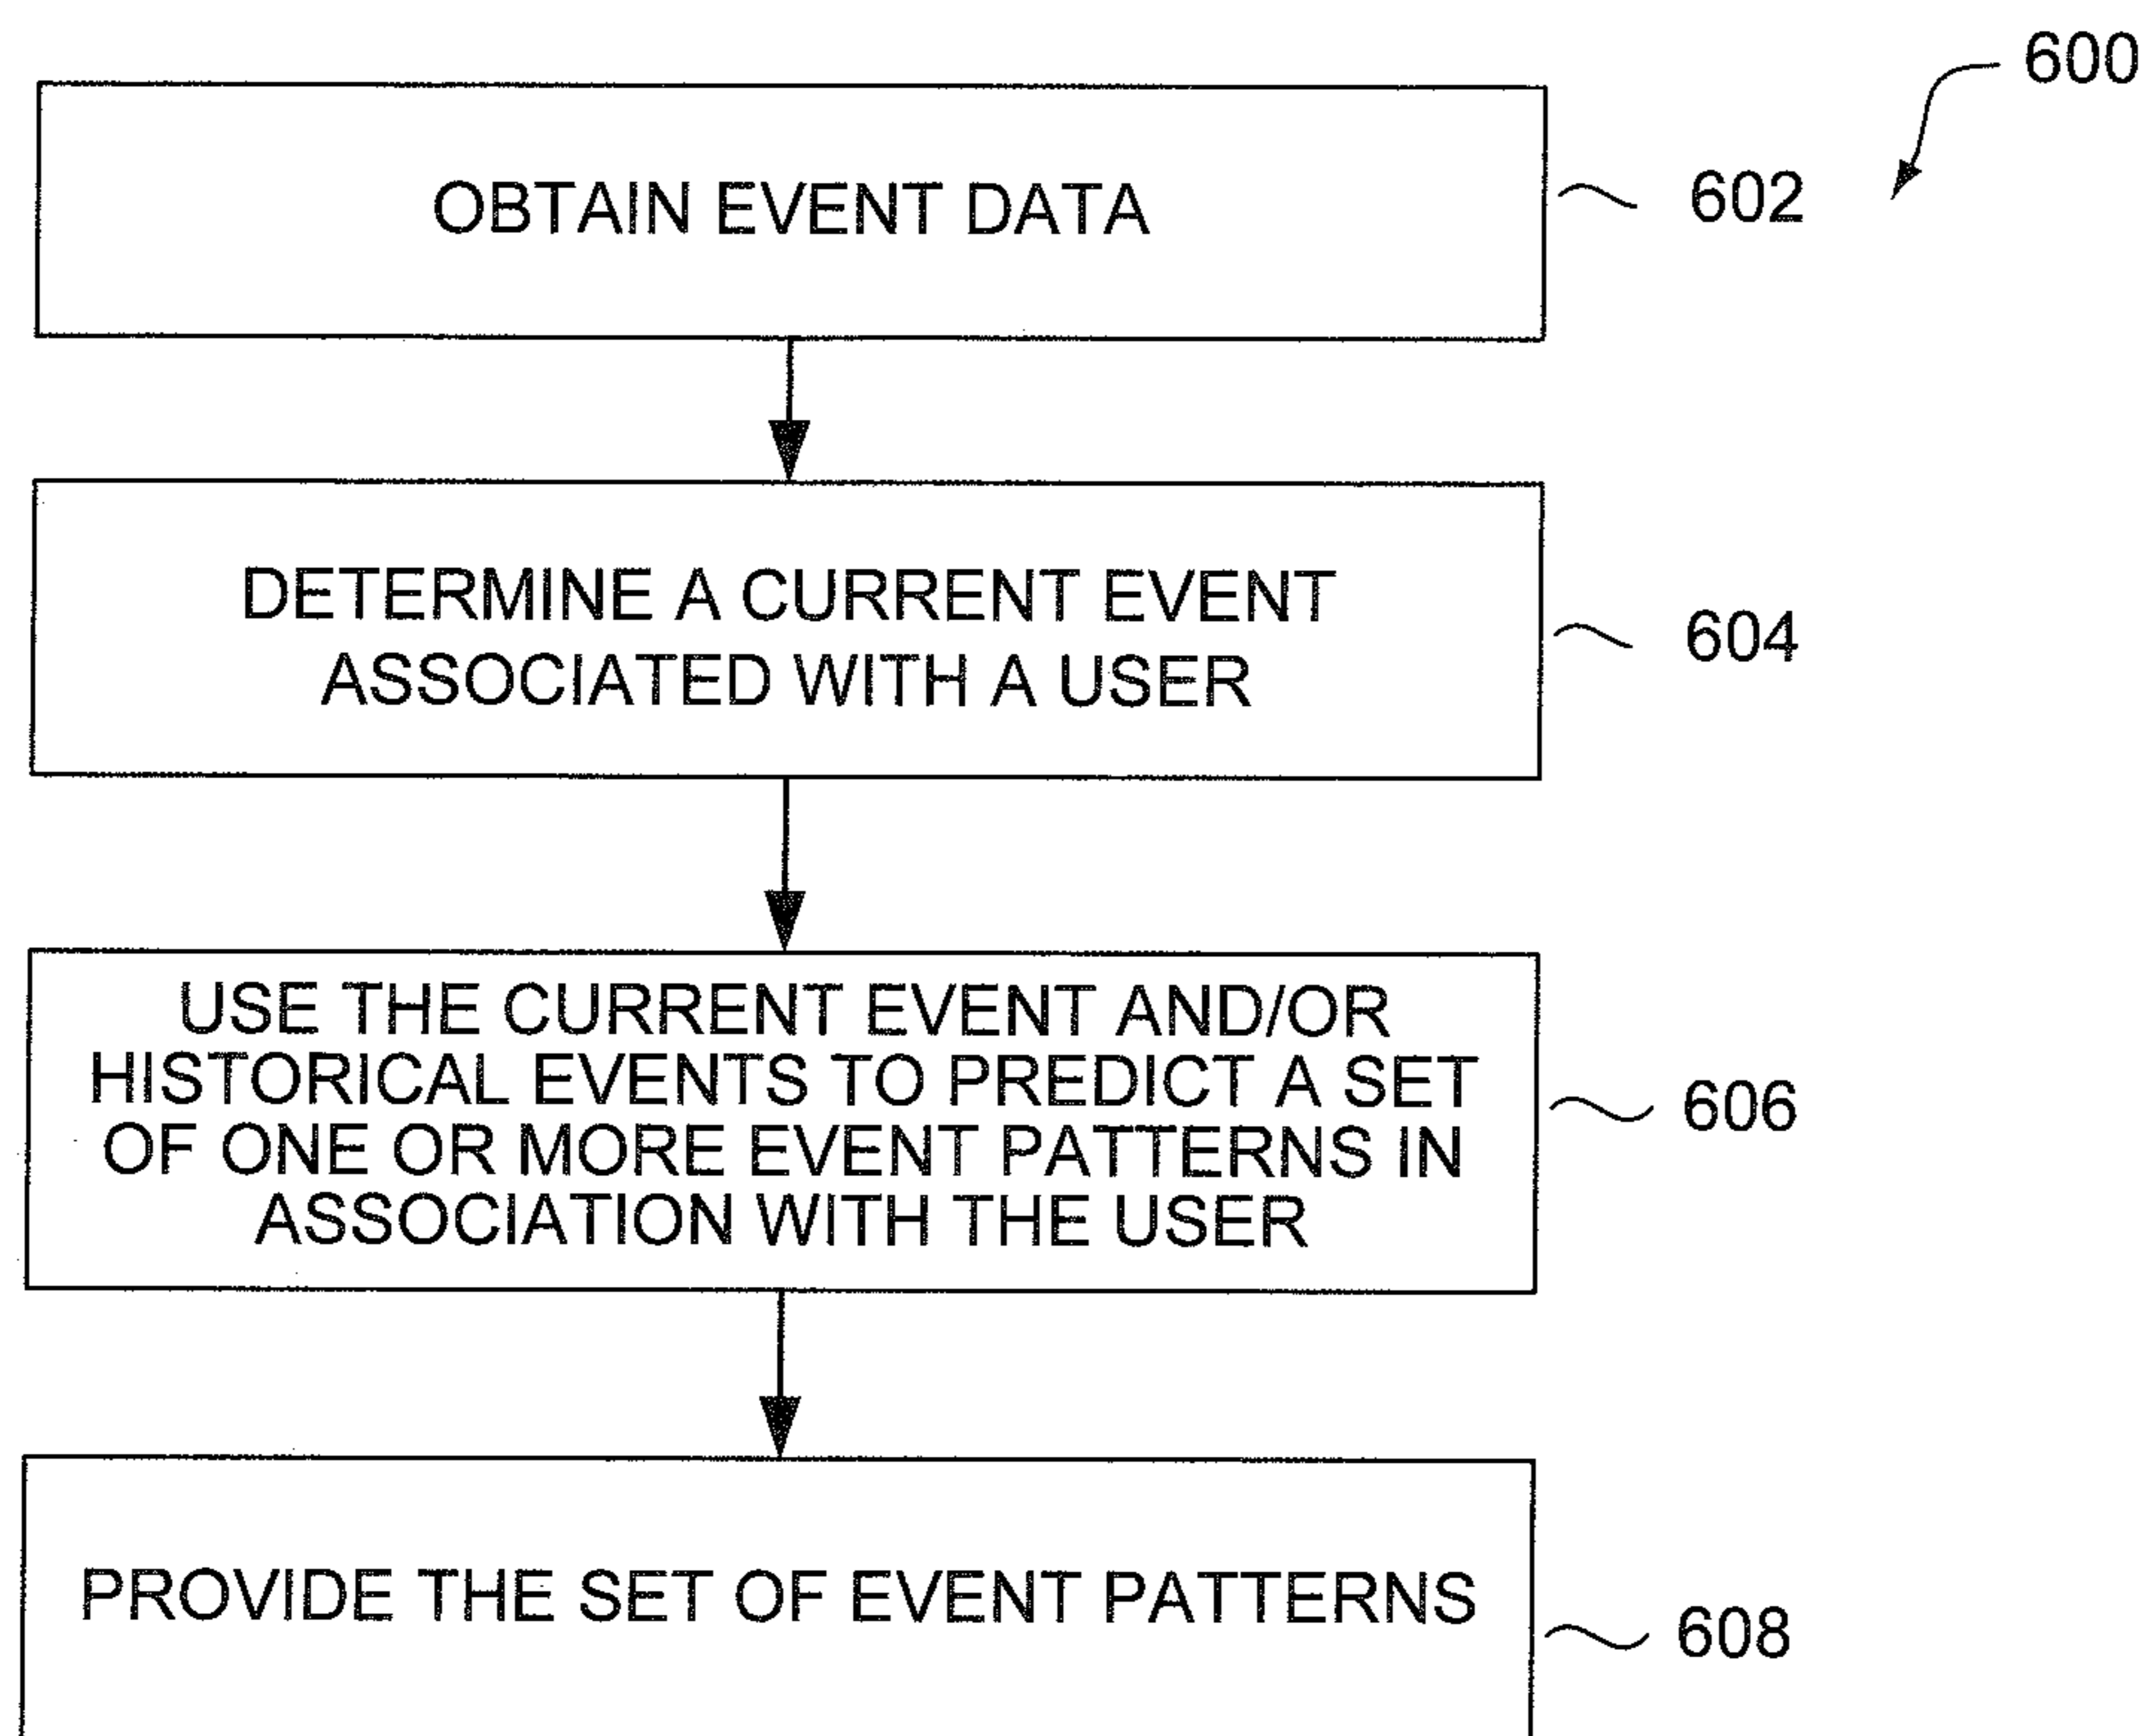 600
OBTAIN EVENT DATA
602
DETERMINE A CURRENT EVENT
ASSOCIATED WITH A USER
604
USE THE CURRENT EVENT AND/OR
HISTORICAL EVENTS TO PREDICT A SET
OF ONE OR MORE EVENT PATTERNS IN
ASSOCIATION WITH THE USER
606
PROVIDE THE SET OF EVENT PATTERNS
608